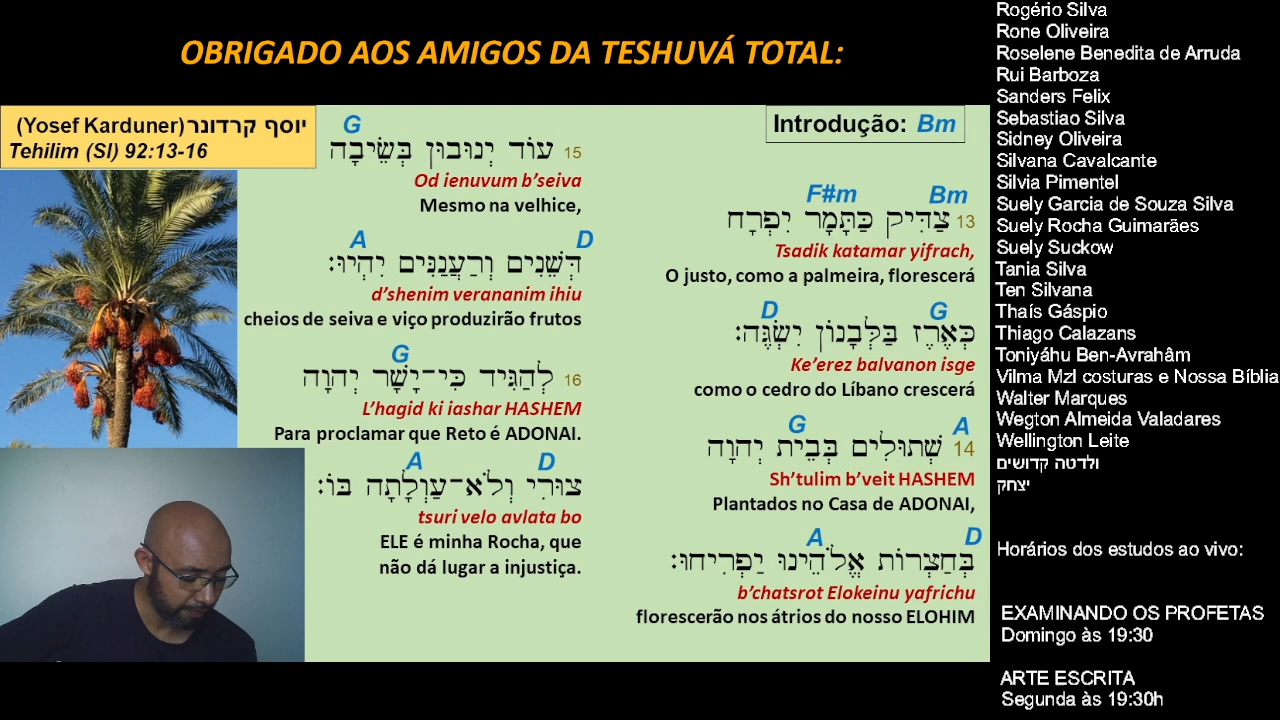 OBRIGADO AOS AMIGOS DA TESHUVÁ TOTAL:
(Yosef Karduner) יוסף קרדונר
Tehilim (Sl) 92:13-16
Introdução: Bm
F#m Bm
13 צַדִּיק כַּתָּמָר יִפְרָח
Tsadik katamar yifrach,
O justo, como a palmeira, florescerá
D G
כְּאֶרֶז בַּלְּבָנוֹן יִשְׂגֶּה׃
Ke’erez balvanon isge
como o cedro do Líbano crescerá
G A
14 שְׁתוּלִים בְּבֵית יְהוָה
Sh’tulim b’veit HASHEM
Plantados no Casa de ADONAI,
A D
בְּחַצְרוֹת אֱלֹהֵינוּ יַפְרִיחוּ׃
b’chatsrot Elokeinu yafrichu
florescerão nos átrios do nosso ELOHIM
G
15 עוֹד יְנוּבוּן בְּשֵׂיבָה
Od ienuvum b’seiva
Mesmo na velhice,
A D
דְּשֵׁנִים וְרַעֲנַנִּים יִהְיוּ׃
d’shenim verananim ihiu
cheios de seiva e viço produzirão frutos
G
16 לְהַגִּיד כִּי־יָשָׁר יְהוָה
L’hagid ki iashar HASHEM
Para proclamar que Reto é ADONAI.
A D
צוּרִי וְלֹא־עַוְלָתָה בּוֹ׃
tsuri velo avlata bo
ELE é minha Rocha, que
não dá lugar a injustiça.
Rogério Silva
Rone Oliveira
Roselene Benedita de Arruda
Rui Barboza
Sanders Felix
Sebastiao Silva
Sidney Oliveira
Silvana Cavalcante
Silvia Pimentel
Suely Garcia de Souza Silva
Suely Rocha Guimarães
Suely Suckow
Tania Silva
Ten Silvana
Thaís Gáspio
Thiago Calazans
Toniyáhu Ben-Avrahâm
Vilma Mzl costuras e Nossa Bíblia
Walter Marques
Wegton Almeida Valadares
Wellington Leite
ולדטה קדושים
יצחק
Horários dos estudos ao vivo:
EXAMINANDO OS PROFETAS
Domingo às 19:30
ARTE ESCRITA
Segunda às 19:30h